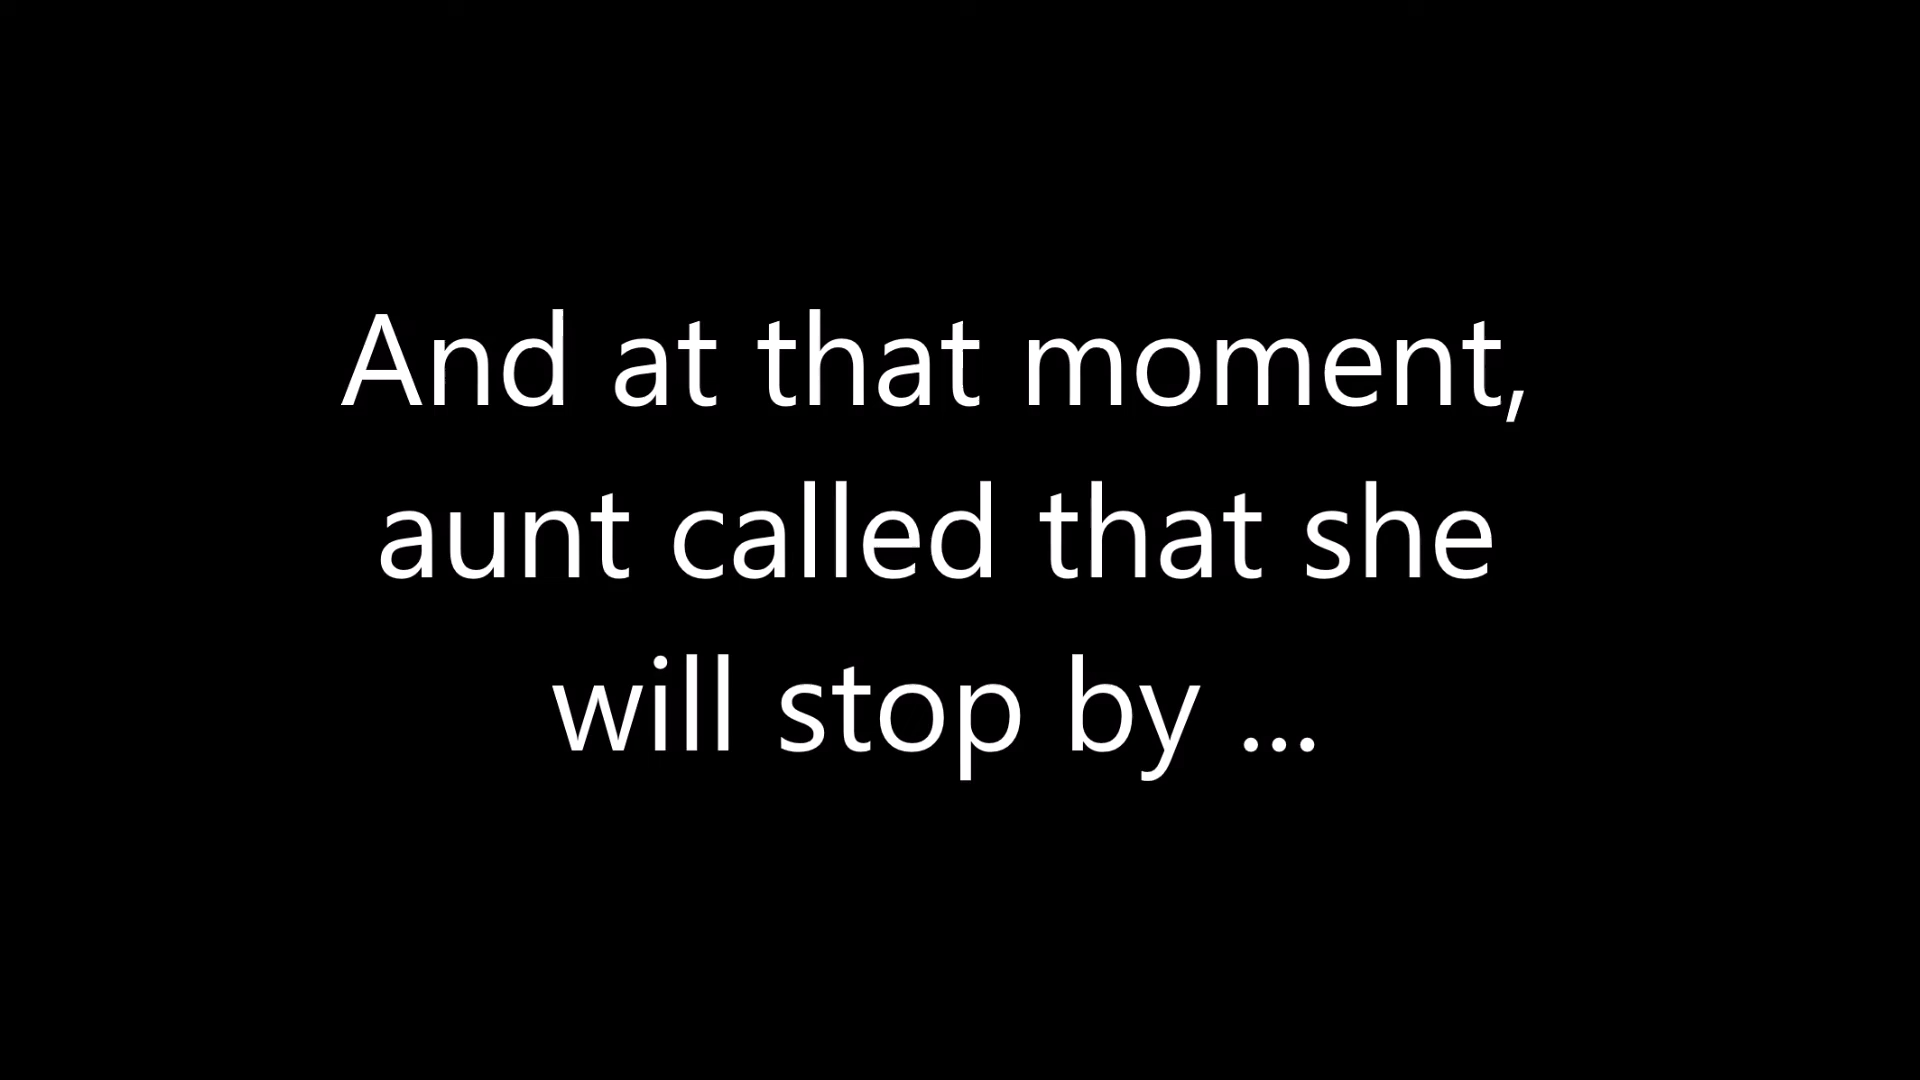 And at that moment,
aunt called that she
will stop by ...